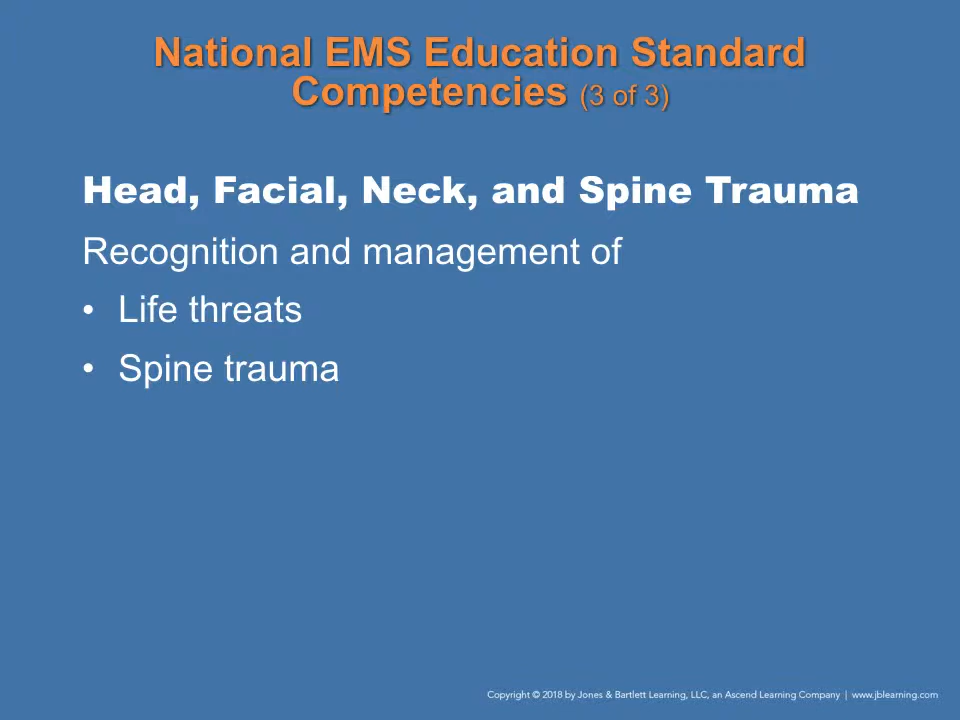 National EMS Education Standard
Competencies (3 of 3)
Head, Facial, Neck, and Spine Trauma
Recognition and management of
• Life threats
• Spine trauma
Copyright © 2018 by Jones & Bartlett Learning, LLC, an Ascend Learning Company | www.jblearning.com